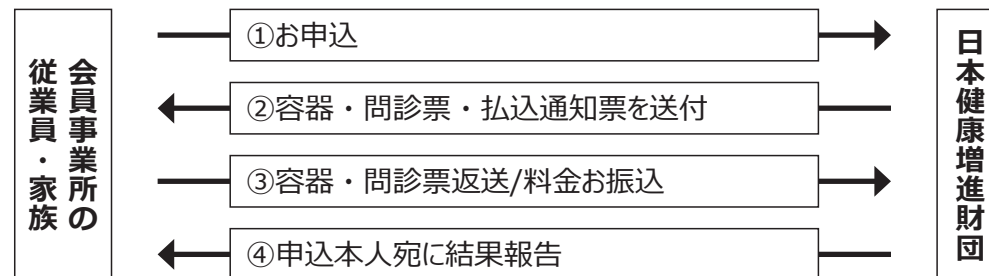 会員事業所の
従業員・家族
①お申込
②容器・問診票・払込通知票を送付
③容器・問診票返送/料金お振込
④申込本人宛に結果報告
日本健康増進財団